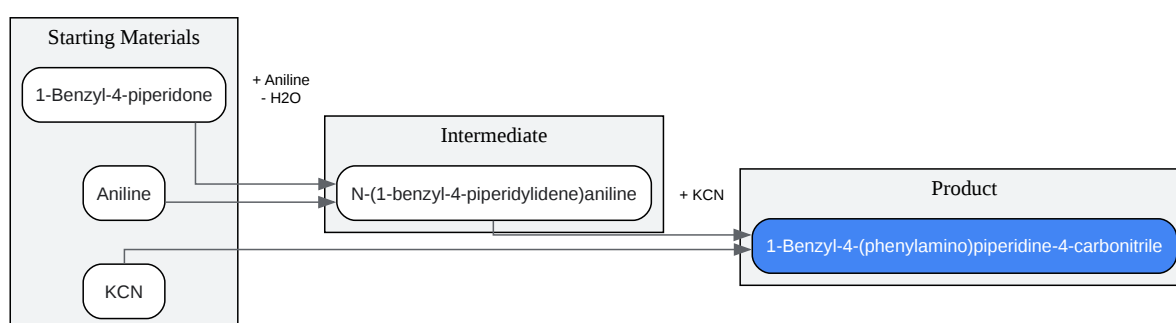 Starting Materials
1-Benzyl-4-piperidone
+ Aniline
- H2O
Intermediate
Aniline
N-(1-benzyl-4-piperidylidene)aniline
+ KCN
Product
1-Benzyl-4-(phenylamino)piperidine-4-carbonitrile
KCN